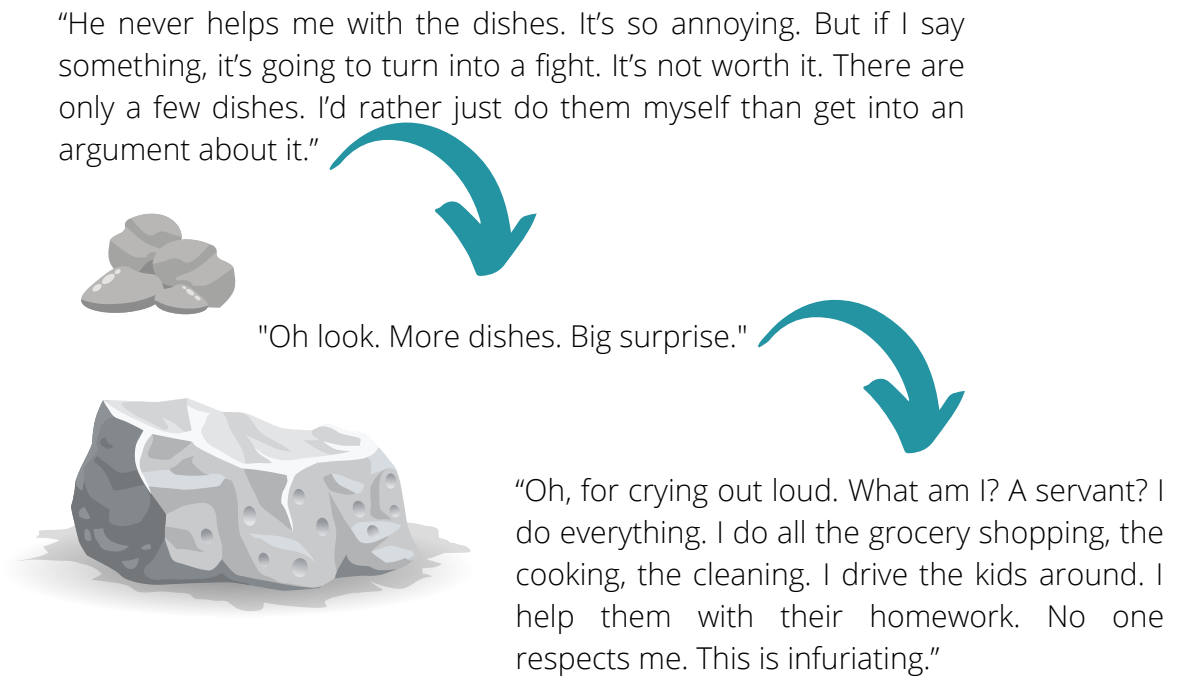 “He never helps me with the dishes. It’s so annoying. But if I say
something, it’s going to turn into a fight. It’s not worth it. There are
only a few dishes. I’d rather just do them myself than get into an
argument about it.”
"Oh look. More dishes. Big surprise."
“Oh, for crying out loud. What am I? A servant? I
do everything. I do all the grocery shopping, the
cooking, the cleaning. I drive the kids around. I
help them with their homework. No one
respects me. This is infuriating.”